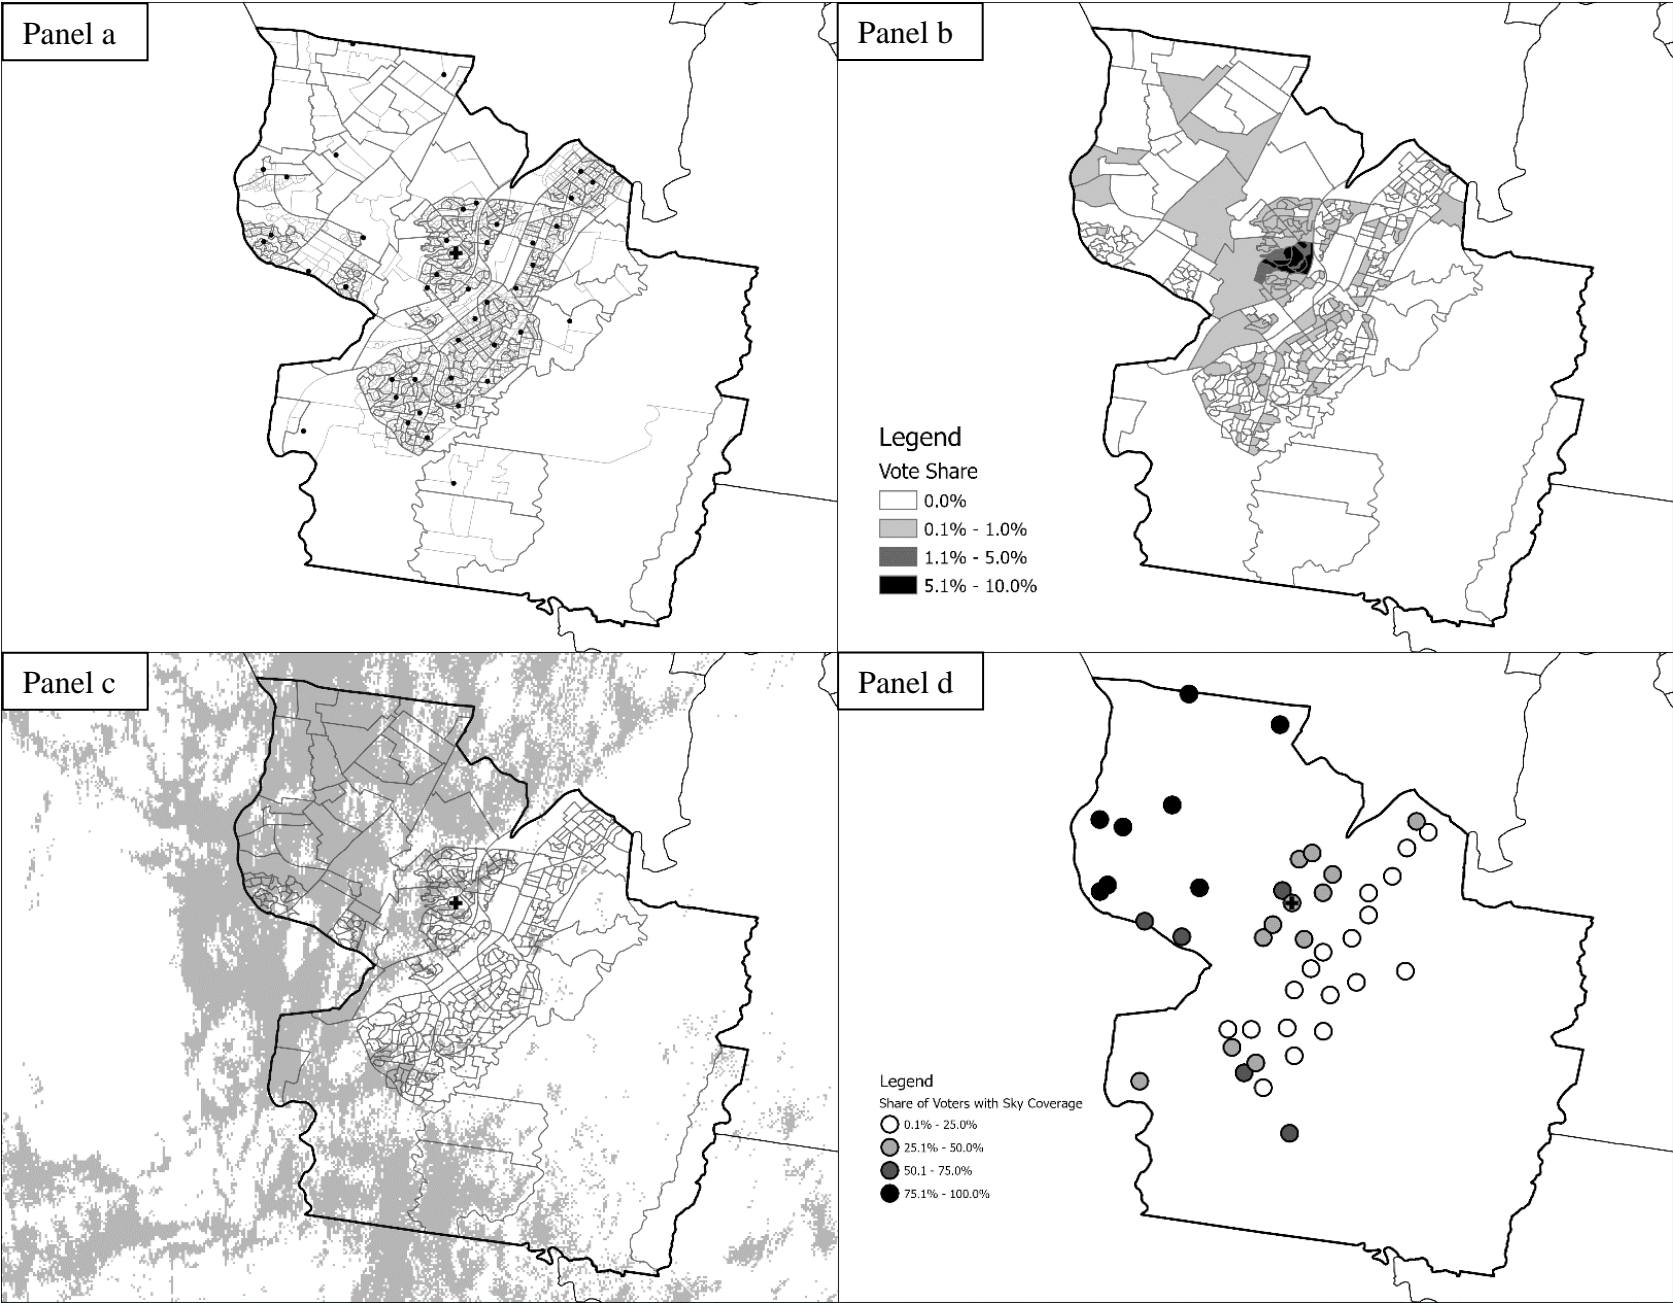 Panel a
Panel b
Legend
Vote Share
0.0%
0.1% - 1.0%
1.1% - 5.0%
5.1% - 10.0%
Panel c
Panel d
Legend
Share of Voters with Sky Coverage
0.1% - 25.0%
25.1% - 50.0%
50.1 - 75.0%
75.1% - 100.0%